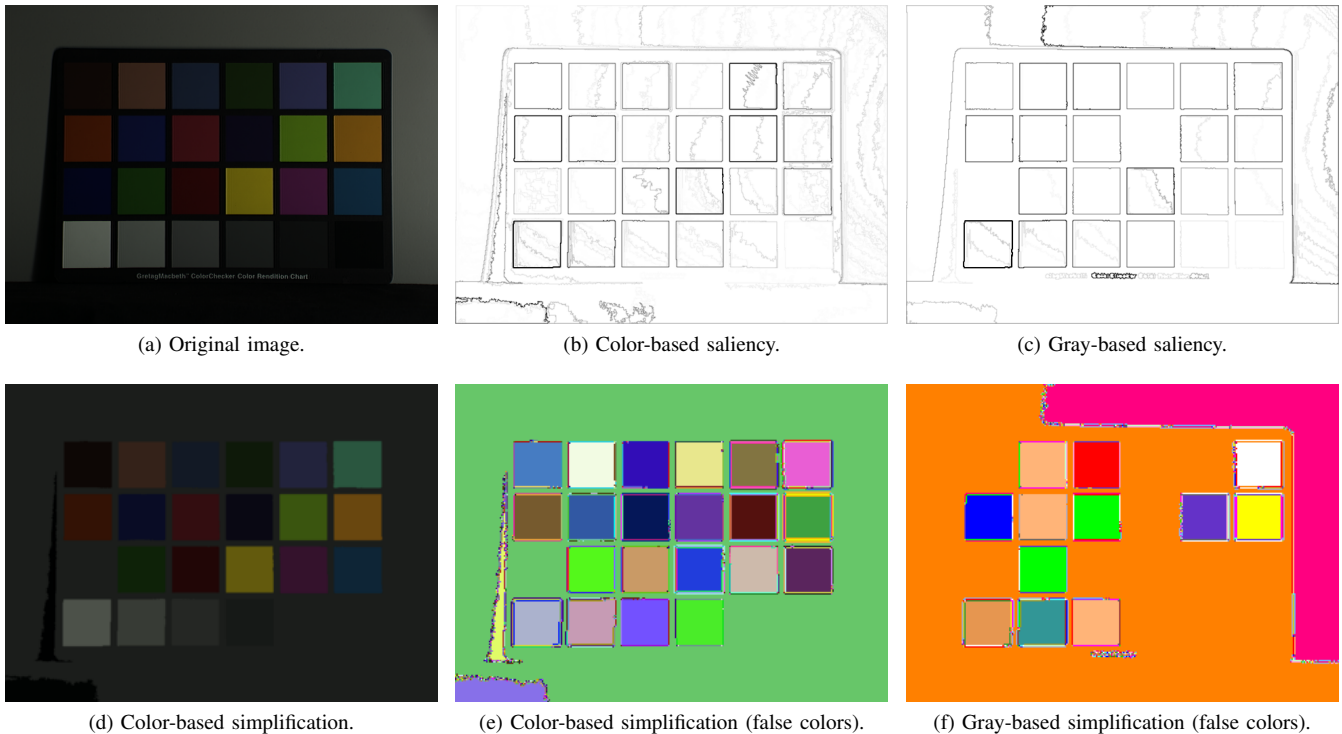 GretagMacbeth™ ColorChecker Color Rendition Chart
(a) Original image.
(b) Color-based saliency.
(c) Gray-based saliency.
(d) Color-based simplification.
(e) Color-based simplification (false colors).
(f) Gray-based simplification (false colors).